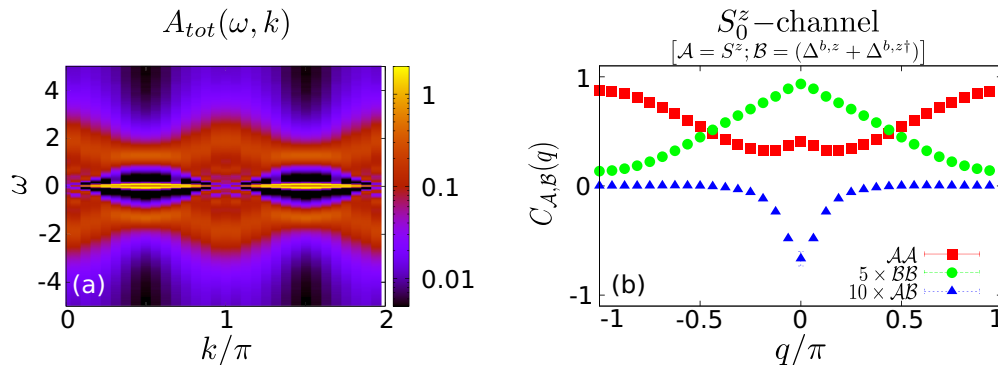 A_{tot}(ω, k)
ω
4
2
0
-2
-4
(a)
0
1
2
k/π
1
0.1
0.01
S_0^z−channel
[𝒜 = S^z; ℬ = (Δ^{b,z} + Δ^{b,z†})]
C_{𝒜,ℬ}(q)
1
0
-1
(b)
𝒜𝒜
5 × ℬℬ
10 × 𝒜ℬ
-1
-0.5
0
0.5
1
q/π